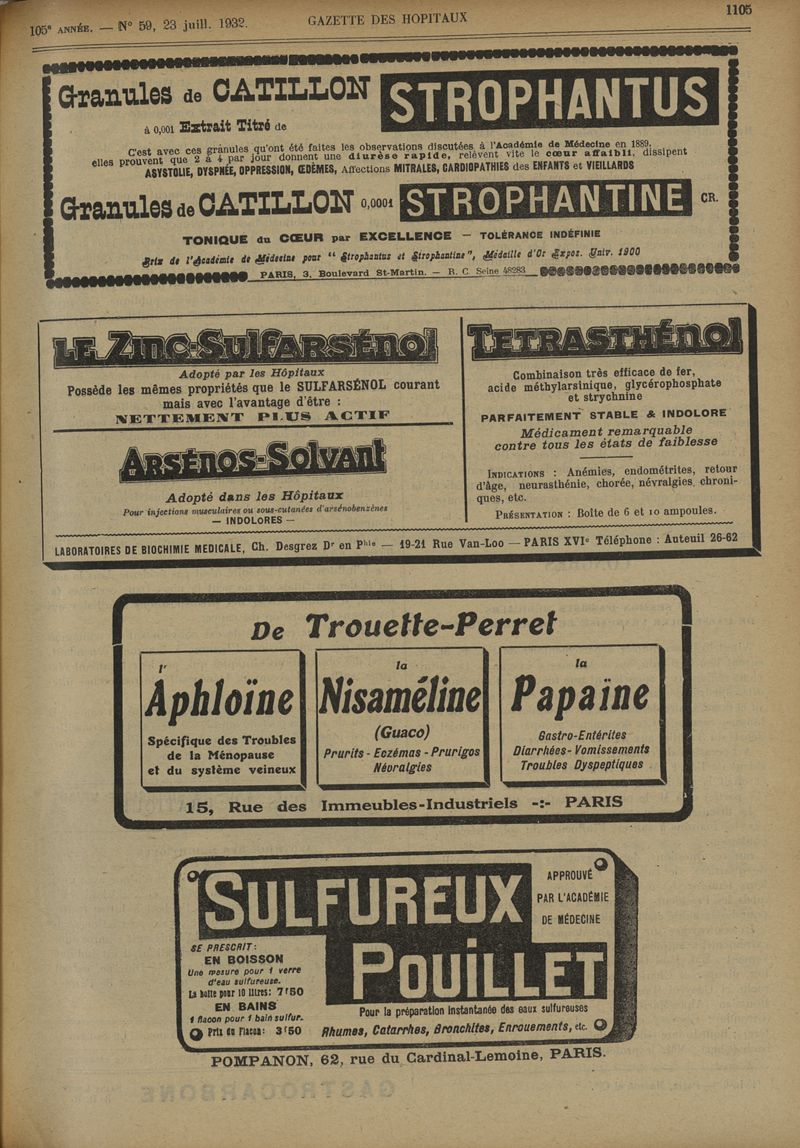 105e ANNÉE. — N° 59, 23 juill. 1932.
GAZETTE DES HOPITAUX
1105
Granules de CATILLON
STROPHANTUS
à 0,001 Extrait Titré de
C'est avec ces granules qu'ont été faites les observations discutées à l'Académie de Médecine en 1889.
elles prouvent que 2 à 4 par jour donnent une diurèse rapide, relèvent vite le cœur affaibli, dissipent
ASYSTOLIE, DYSPNÉE, OPPRESSION, ŒDÈMES, Affections MITRALES, CARDIOPATHIES des ENFANTS et VIEILLARDS
Granules de CATILLON 0,0001 STROPHANTINE CR.
TONIQUE du CŒUR par EXCELLENCE — TOLÉRANCE INDÉFINIE
Prix de l'Académie de Médecine pour "Strophantus et Strophantine", Médaille d'Or Expos. Univ. 1900
PARIS, 3, Boulevard St-Martin. — R. C. Seine 48283
LE ZINC-SULFARSÉNOL
Adopté par les Hôpitaux
Possède les mêmes propriétés que le SULFARSÉNOL courant
mais avec l'avantage d'être :
NETTEMENT PLUS ACTIF
ARSÉNOS-SOLVANT
Adopté dans les Hôpitaux
Pour injections musculaires ou sous-cutanées d'arsénobenzènes
— INDOLORES —
TÉTRASTHÉNOL
Combinaison très efficace de fer,
acide méthylarsinique, glycérophosphate
et strychnine
PARFAITEMENT STABLE & INDOLORE
Médicament remarquable
contre tous les états de faiblesse
INDICATIONS : Anémies, endométrites, retour
d'âge, neurasthénie, chorée, névralgies chroni-
ques, etc.
PRÉSENTATION : Boîte de 6 et 10 ampoules.
LABORATOIRES DE BIOCHIMIE MEDICALE, Ch. Desgrez Dr en Phie — 19-21 Rue Van-Loo — PARIS XVIe Téléphone : Auteuil 26-62
De Trouette-Perret
l'
Aphloïne
Spécifique des Troubles
de la Ménopause
et du système veineux
la
Nisaméline
(Guaco)
Prurits - Eczémas - Prurigos
Névralgies
la
Papaïne
Gastro-Entérites
Diarrhées - Vomissements
Troubles Dyspeptiques
15, Rue des Immeubles-Industriels -:- PARIS
SULFUREUX
POUILLET
APPROUVÉ
PAR L'ACADÉMIE
DE MÉDECINE
SE PRESCRIT :
EN BOISSON
Une mesure pour 1 verre
d'eau sulfureuse.
La boîte pour 10 litres: 7f50
EN BAINS
1 flacon pour 1 bain sulfur.
Prix du Flacon: 3f50
Pour la préparation instantanée des eaux sulfureuses
Rhumes, Catarrhes, Bronchites, Enrouements, etc.
POMPANON, 62, rue du Cardinal-Lemoine, PARIS.
GASTROCARBONE